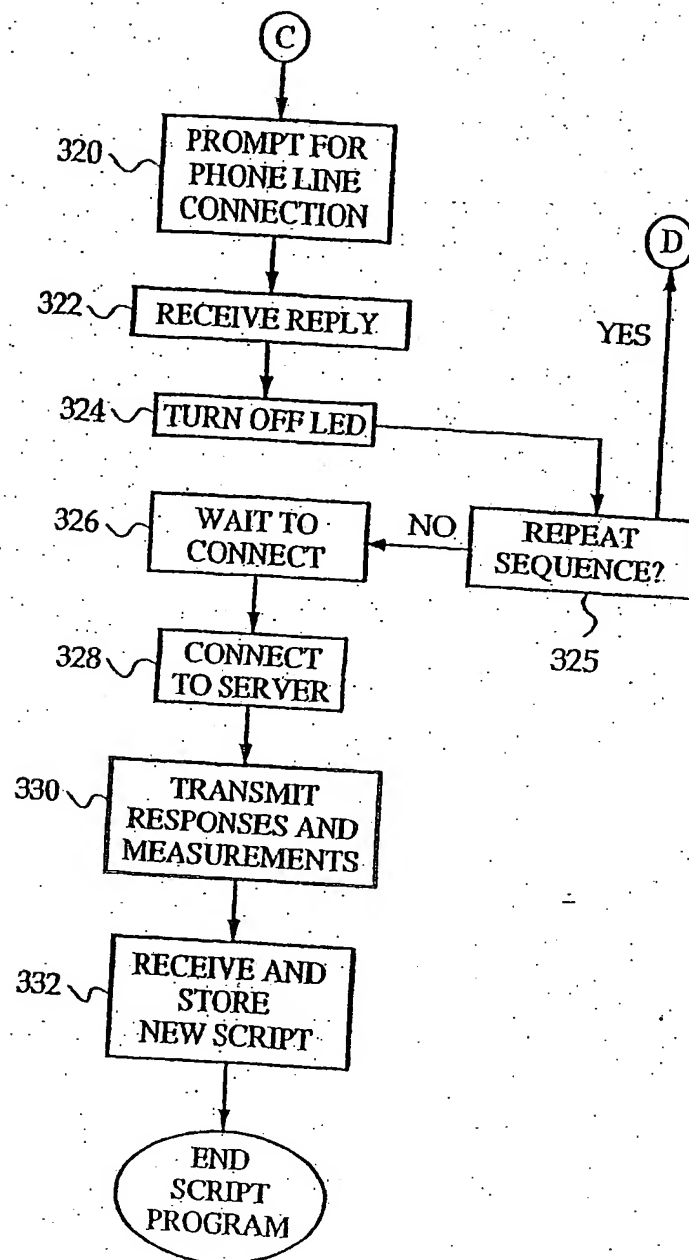 C
320
PROMPT FOR
PHONE LINE
CONNECTION
D
322
RECEIVE REPLY
YES
324
TURN OFF LED
326
WAIT TO
CONNECT
NO
REPEAT
SEQUENCE?
325
328
CONNECT
TO SERVER
330
TRANSMIT
RESPONSES AND
MEASUREMENTS
332
RECEIVE AND
STORE
NEW SCRIPT
END
SCRIPT
PROGRAM